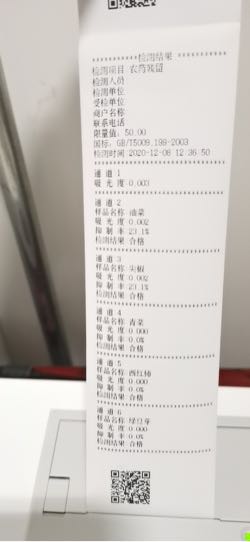 ************检测结果************
检测项目 农药残留
检测人员
检测单位
受检单位
商户名称
联系电话
限量值: 50.00
国标: GB/T5009.199-2003
检测时间 2020-12-08 12:36:50
通道1
吸光度 0.003
通道2
样品名称 油菜
吸光度 0.002
抑制率 23.1%
检测结果 合格
通道3
样品名称 尖椒
吸光度 0.002
抑制率 23.1%
检测结果 合格
通道4
样品名称 青菜
吸光度 0.000
抑制率 0.0%
检测结果 合格
通道5
样品名称 西红柿
吸光度 0.000
抑制率 0.0%
检测结果 合格
通道6
样品名称 绿豆芽
吸光度 0.000
抑制率 0.0%
检测结果 合格